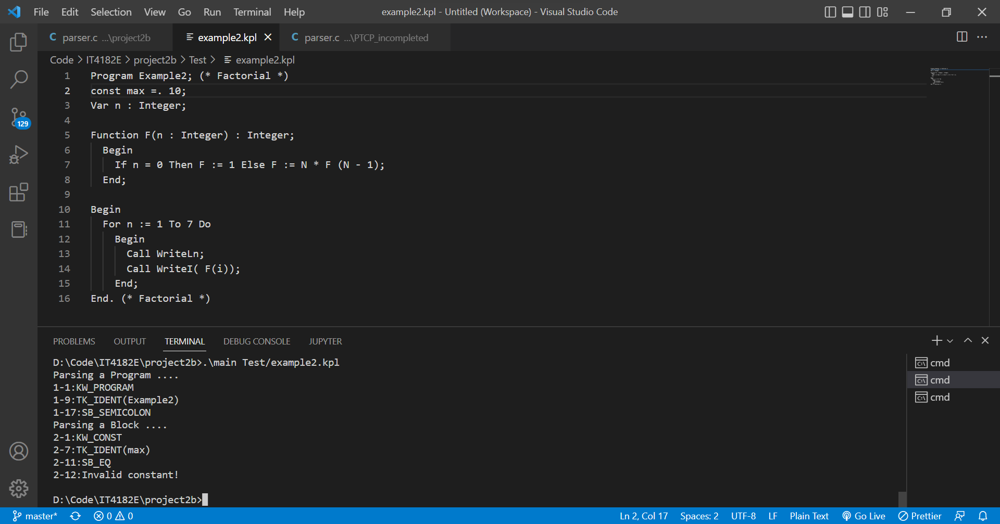 File Edit Selection View Go Run Terminal Help example2.kpl - Untitled (Workspace) - Visual Studio Code
C parser.c ...\project2b example2.kpl C parser.c ...\PTCP_incompleted
Code > IT4182E > project2b > Test > example2.kpl
1 Program Example2; (* Factorial *)
2 const max =. 10;
3 Var n : Integer;
4
5 Function F(n : Integer) : Integer;
6 Begin
7 If n = 0 Then F := 1 Else F := N * F (N - 1);
8 End;
9
10 Begin
11 For n := 1 To 7 Do
12 Begin
13 Call WriteLn;
14 Call WriteI( F(i));
15 End;
16 End. (* Factorial *)
129
PROBLEMS OUTPUT TERMINAL DEBUG CONSOLE JUPYTER
D:\Code\IT4182E\project2b>.\main Test/example2.kpl
Parsing a Program ....
1-1:KW_PROGRAM
1-9:TK_IDENT(Example2)
1-17:SB_SEMICOLON
Parsing a Block ....
2-1:KW_CONST
2-7:TK_IDENT(max)
2-11:SB_EQ
2-12:Invalid constant!
D:\Code\IT4182E\project2b>
cmd
cmd
cmd
master* 0 0 Ln 2, Col 17 Spaces: 2 UTF-8 LF Plain Text Go Live Prettier